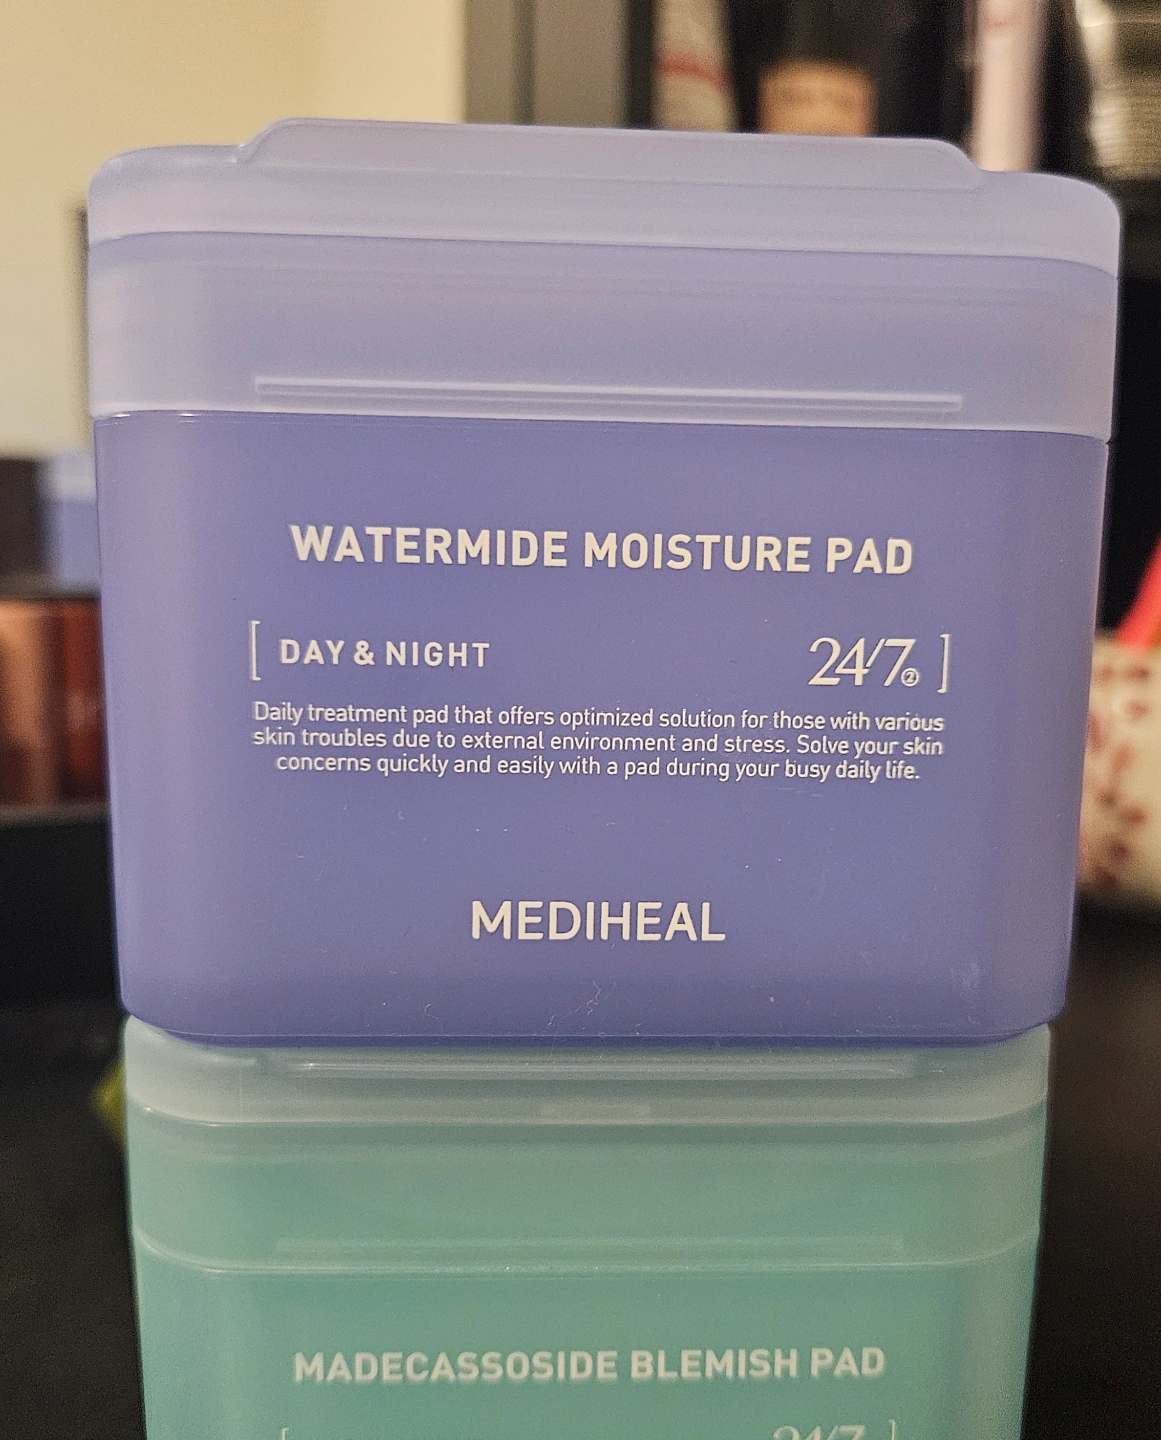 WATERMIDE MOISTURE PAD
[ DAY & NIGHT 24/7② ]
Daily treatment pad that offers optimized solution for those with various
skin troubles due to external environment and stress. Solve your skin
concerns quickly and easily with a pad during your busy daily life.
MEDIHEAL
MADECASSOSIDE BLEMISH PAD
[ 24/7 ]